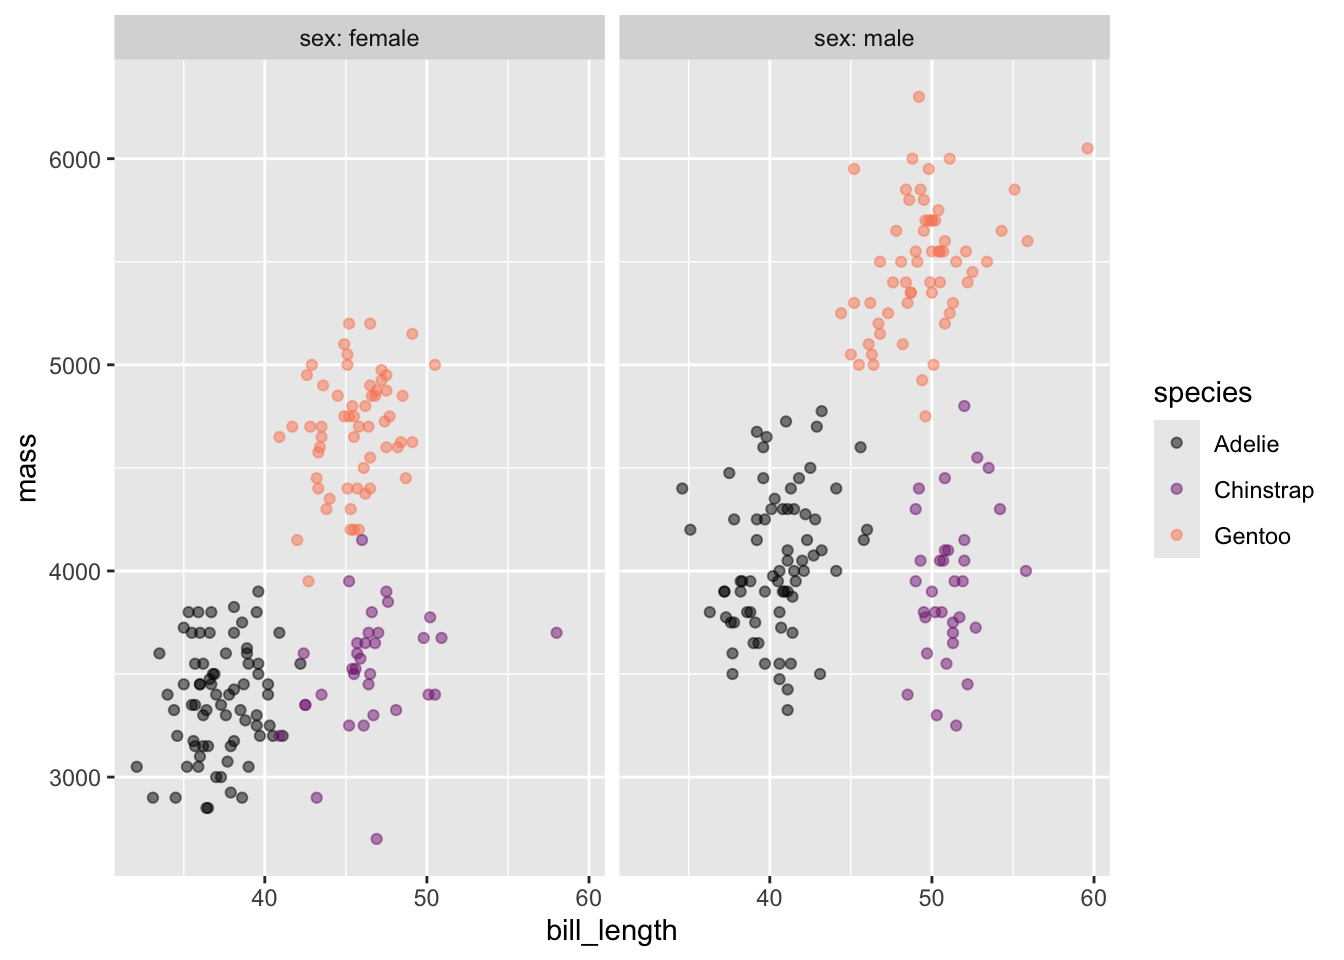 sex: female
sex: male
6000
5000
4000
3000
mass
40
50
60
40
50
60
bill_length
species
Adelie
Chinstrap
Gentoo